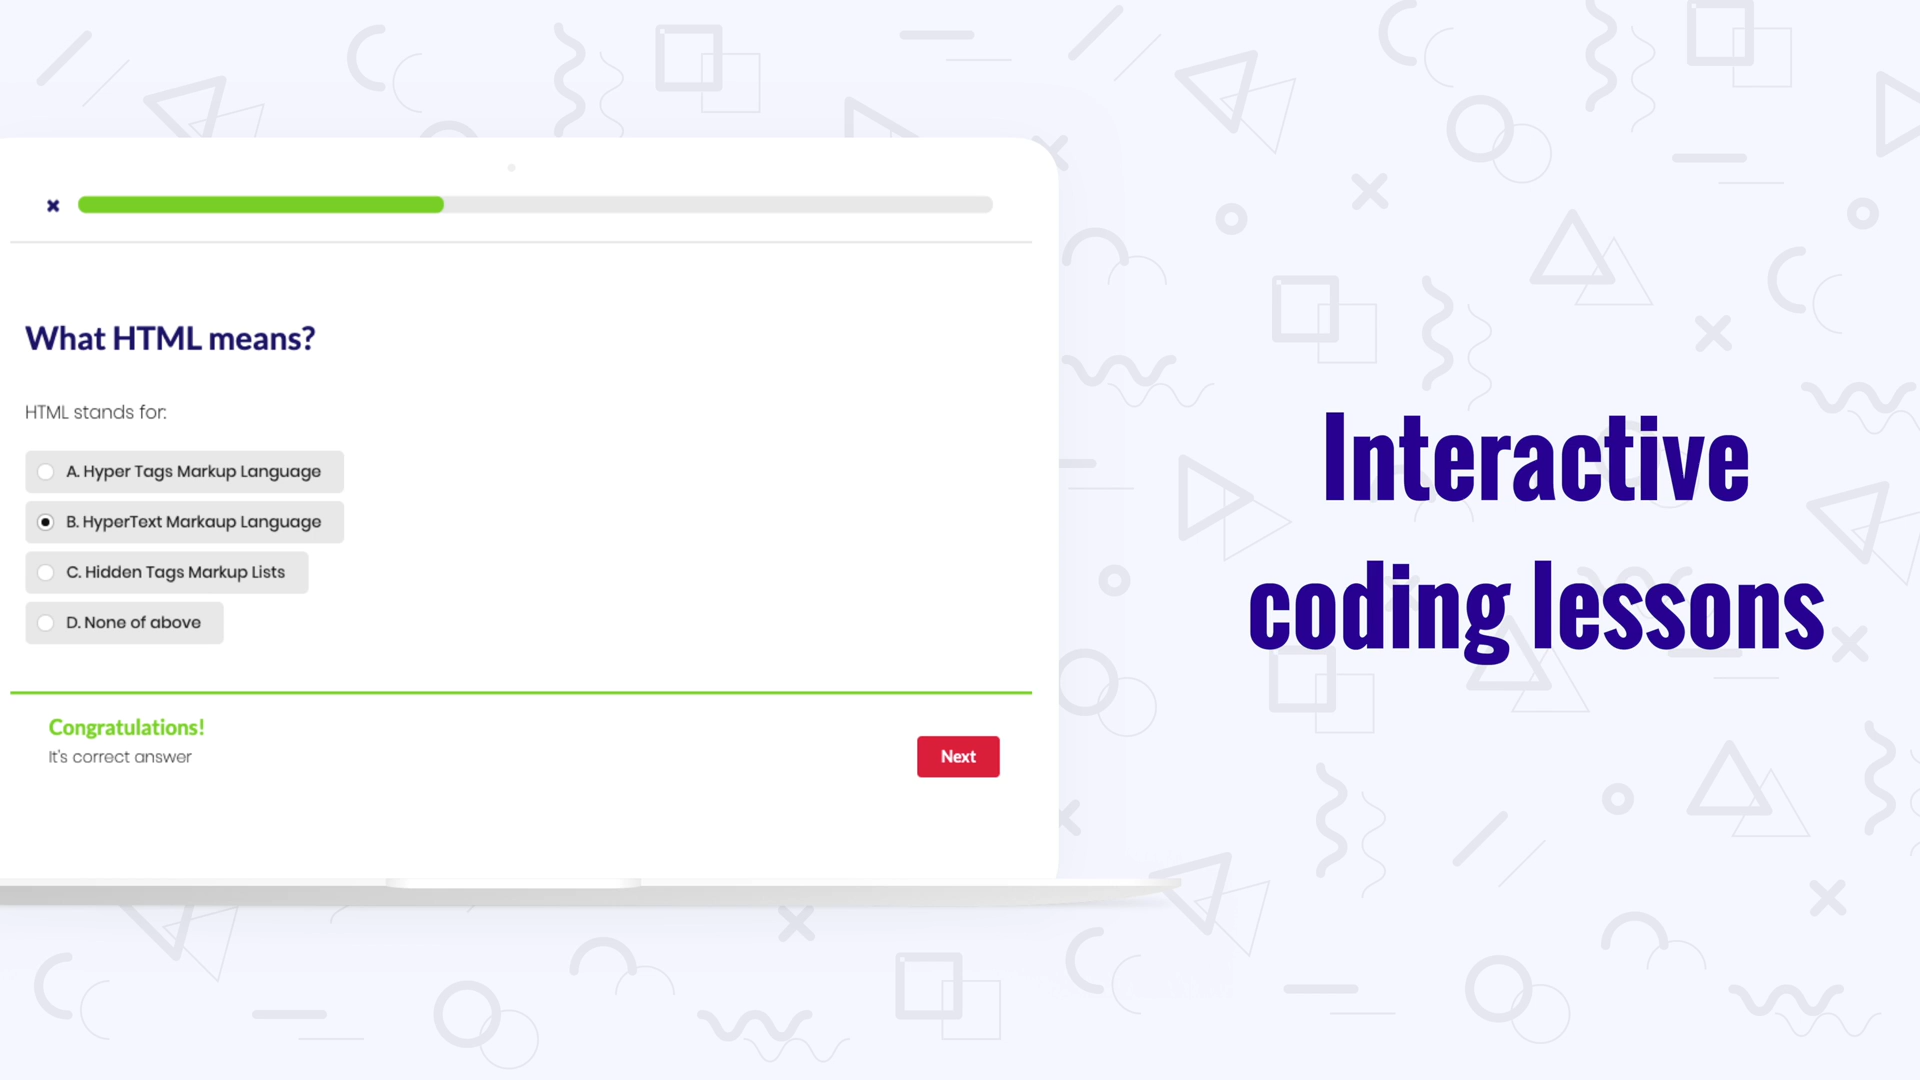 What HTML means?
HTML stands for:
A. Hyper Tags Markup Language
B. HyperText Markaup Language
C. Hidden Tags Markup Lists
D. None of above
Congratulations!
It's correct answer
Next
Interactive
coding lessons